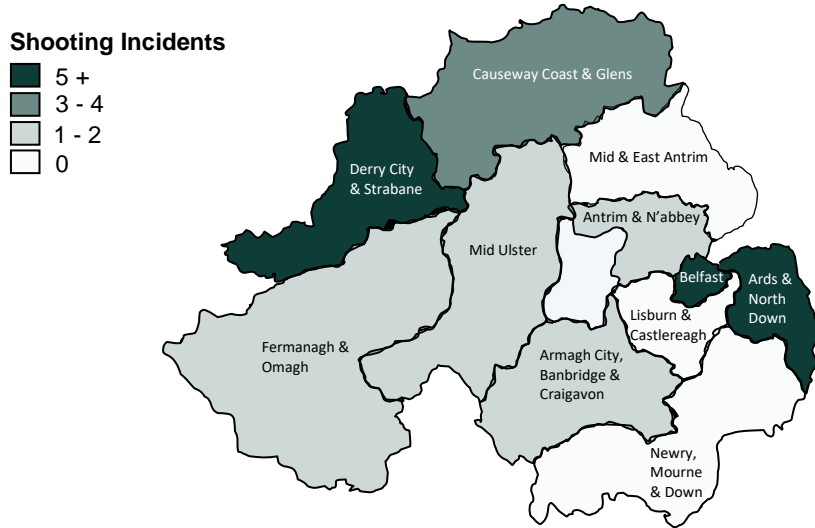 Shooting Incidents
5 +
3 - 4
1 - 2
0
Causeway Coast & Glens
Mid & East Antrim
Derry City
& Strabane
Antrim & N'abbey
Mid Ulster
Belfast
Ards &
North
Down
Lisburn &
Castlereagh
Fermanagh &
Omagh
Armagh City,
Banbridge &
Craigavon
Newry,
Mourne
& Down